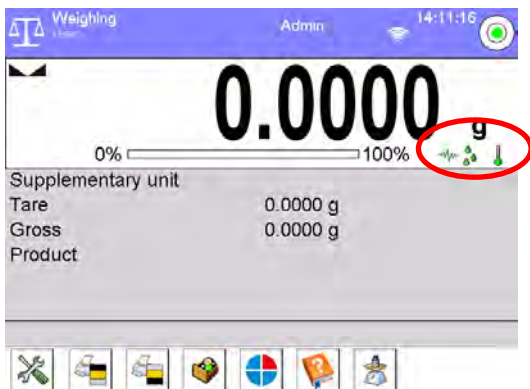 Weighing
Admin
14:11:16
0.0000 g
0%
100%
Supplementary unit
Tare 0.0000 g
Gross 0.0000 g
Product